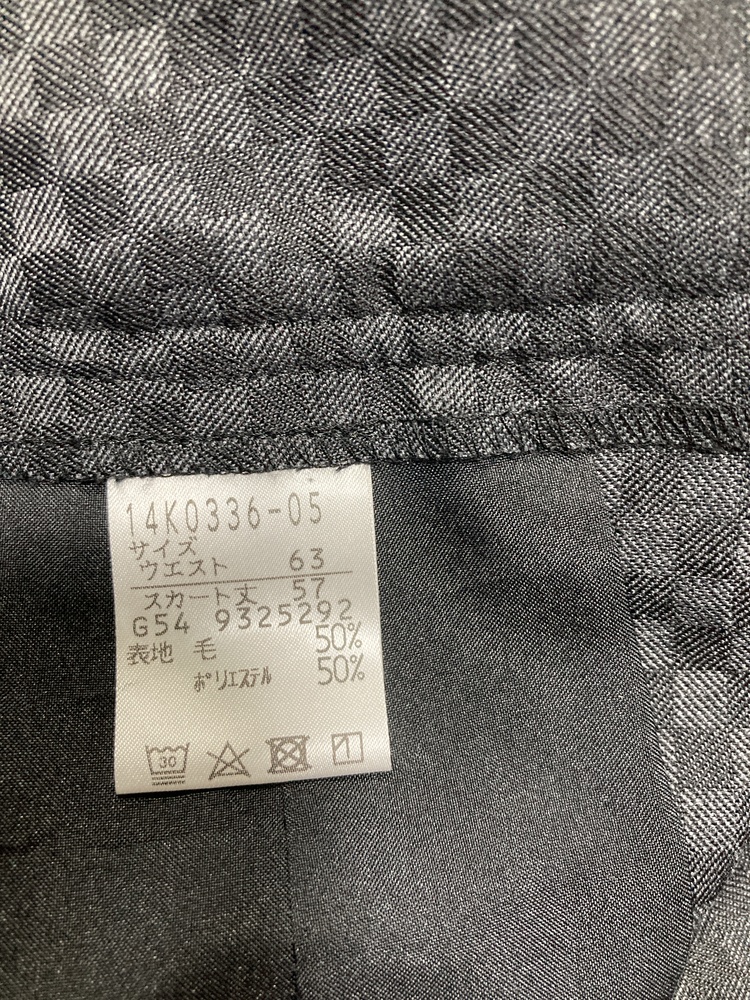 14K0336-05
サイズ
ウエスト 63
スカート丈 57
G54 9325292
表地 毛 50%
ポリエステル 50%
30